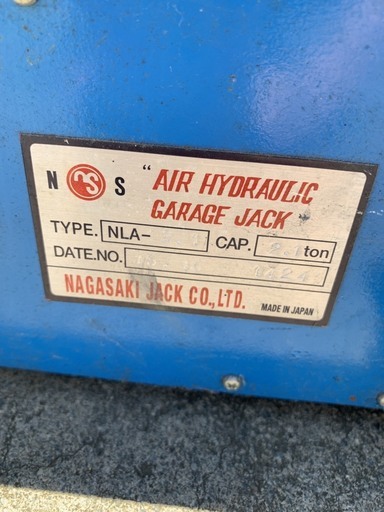 N S "AIR HYDRAULIC
GARAGE JACK"
TYPE. NLA- CAP. ton
DATE.NO.
NAGASAKI JACK CO.,LTD. MADE IN JAPAN